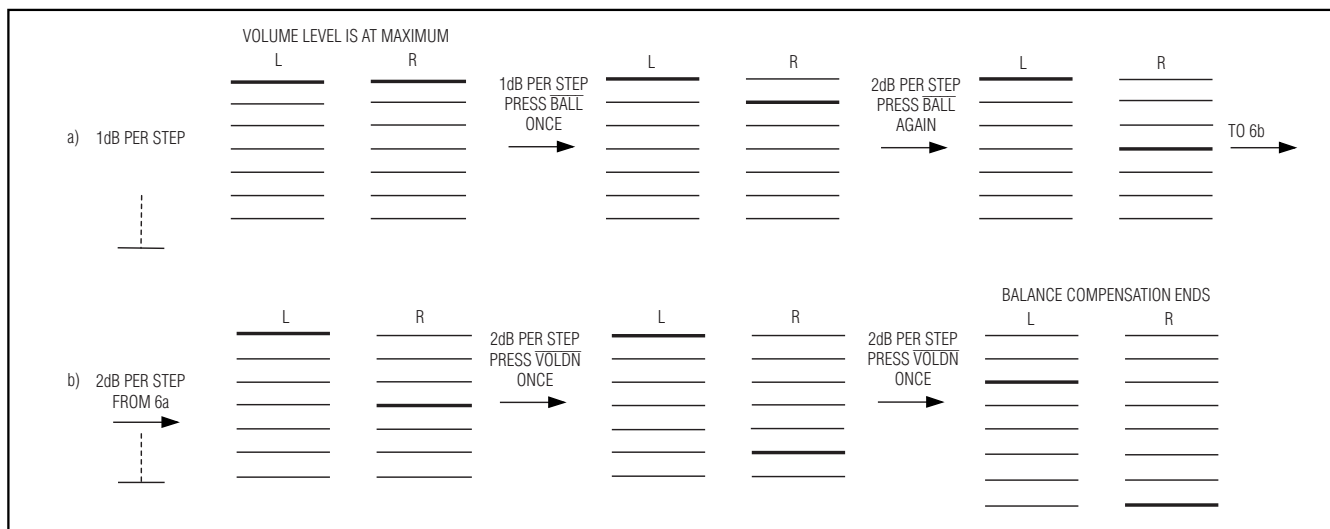 VOLUME LEVEL IS AT MAXIMUM
L
R
L
R
L
R
a) 1dB PER STEP
1dB PER STEP
PRESS BALL
ONCE
2dB PER STEP
PRESS BALL
AGAIN
TO 6b
BALANCE COMPENSATION ENDS
L
R
L
R
L
R
b) 2dB PER STEP
FROM 6a
2dB PER STEP
PRESS VOLDN
ONCE
2dB PER STEP
PRESS VOLDN
ONCE